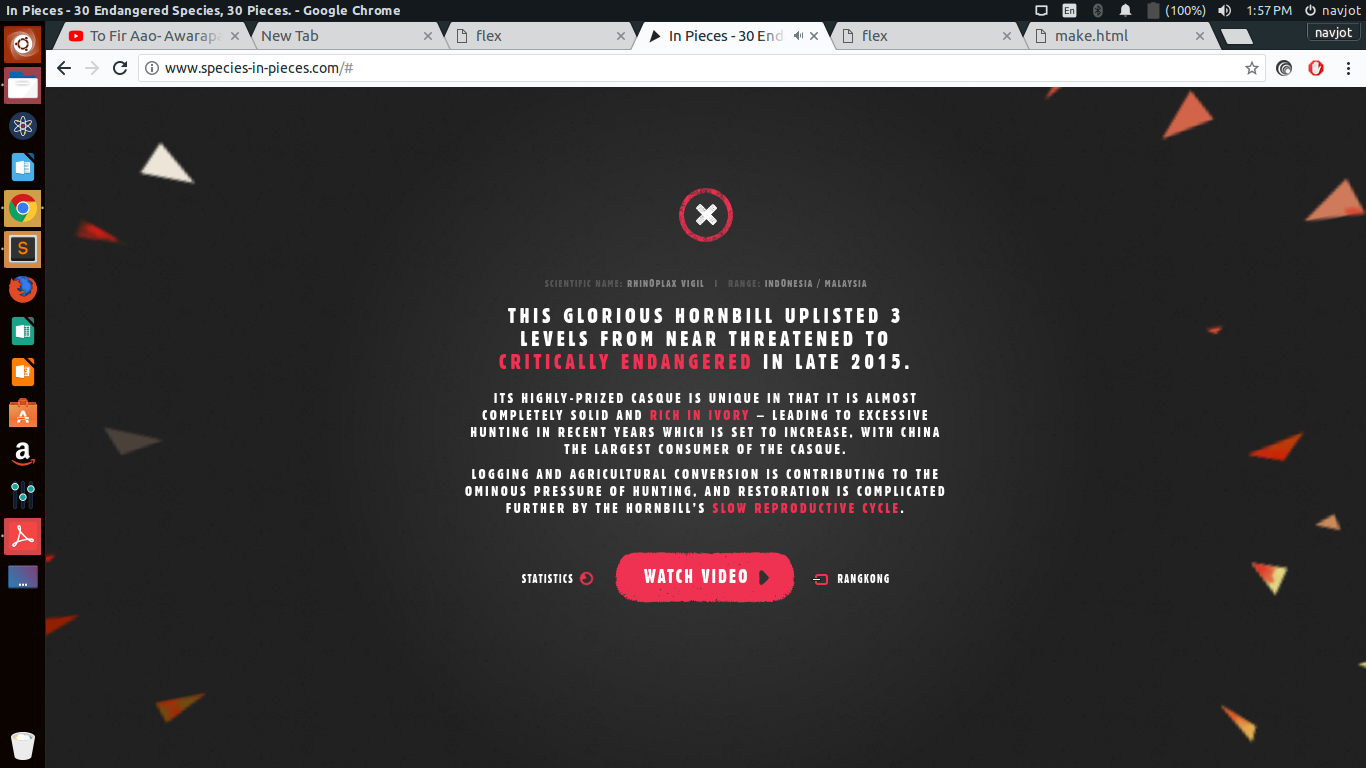 In Pieces - 30 Endangered Species, 30 Pieces. - Google Chrome
En
(100%)
1:57 PM
navjot
To Fir Aao- Awarapa
New Tab
flex
In Pieces - 30 End
flex
make.html
navjot
www.species-in-pieces.com/#
SCIENTIFIC NAME: RHINŌPLAX VIGIL | RANGE: INDŌNESIA / MALAYSIA
THIS GLORIOUS HORNBILL UPLISTED 3
LEVELS FROM NEAR THREATENED TO
CRITICALLY ENDANGERED IN LATE 2015.
ITS HIGHLY-PRIZED CASQUE IS UNIQUE IN THAT IT IS ALMOST
COMPLETELY SOLID AND RICH IN IVORY – LEADING TO EXCESSIVE
HUNTING IN RECENT YEARS WHICH IS SET TO INCREASE, WITH CHINA
THE LARGEST CONSUMER OF THE CASQUE.
LOGGING AND AGRICULTURAL CONVERSION IS CONTRIBUTING TO THE
OMINOUS PRESSURE OF HUNTING, AND RESTORATION IS COMPLICATED
FURTHER BY THE HORNBILL'S SLOW REPRODUCTIVE CYCLE.
STATISTICS
WATCH VIDEO
RANGKONG